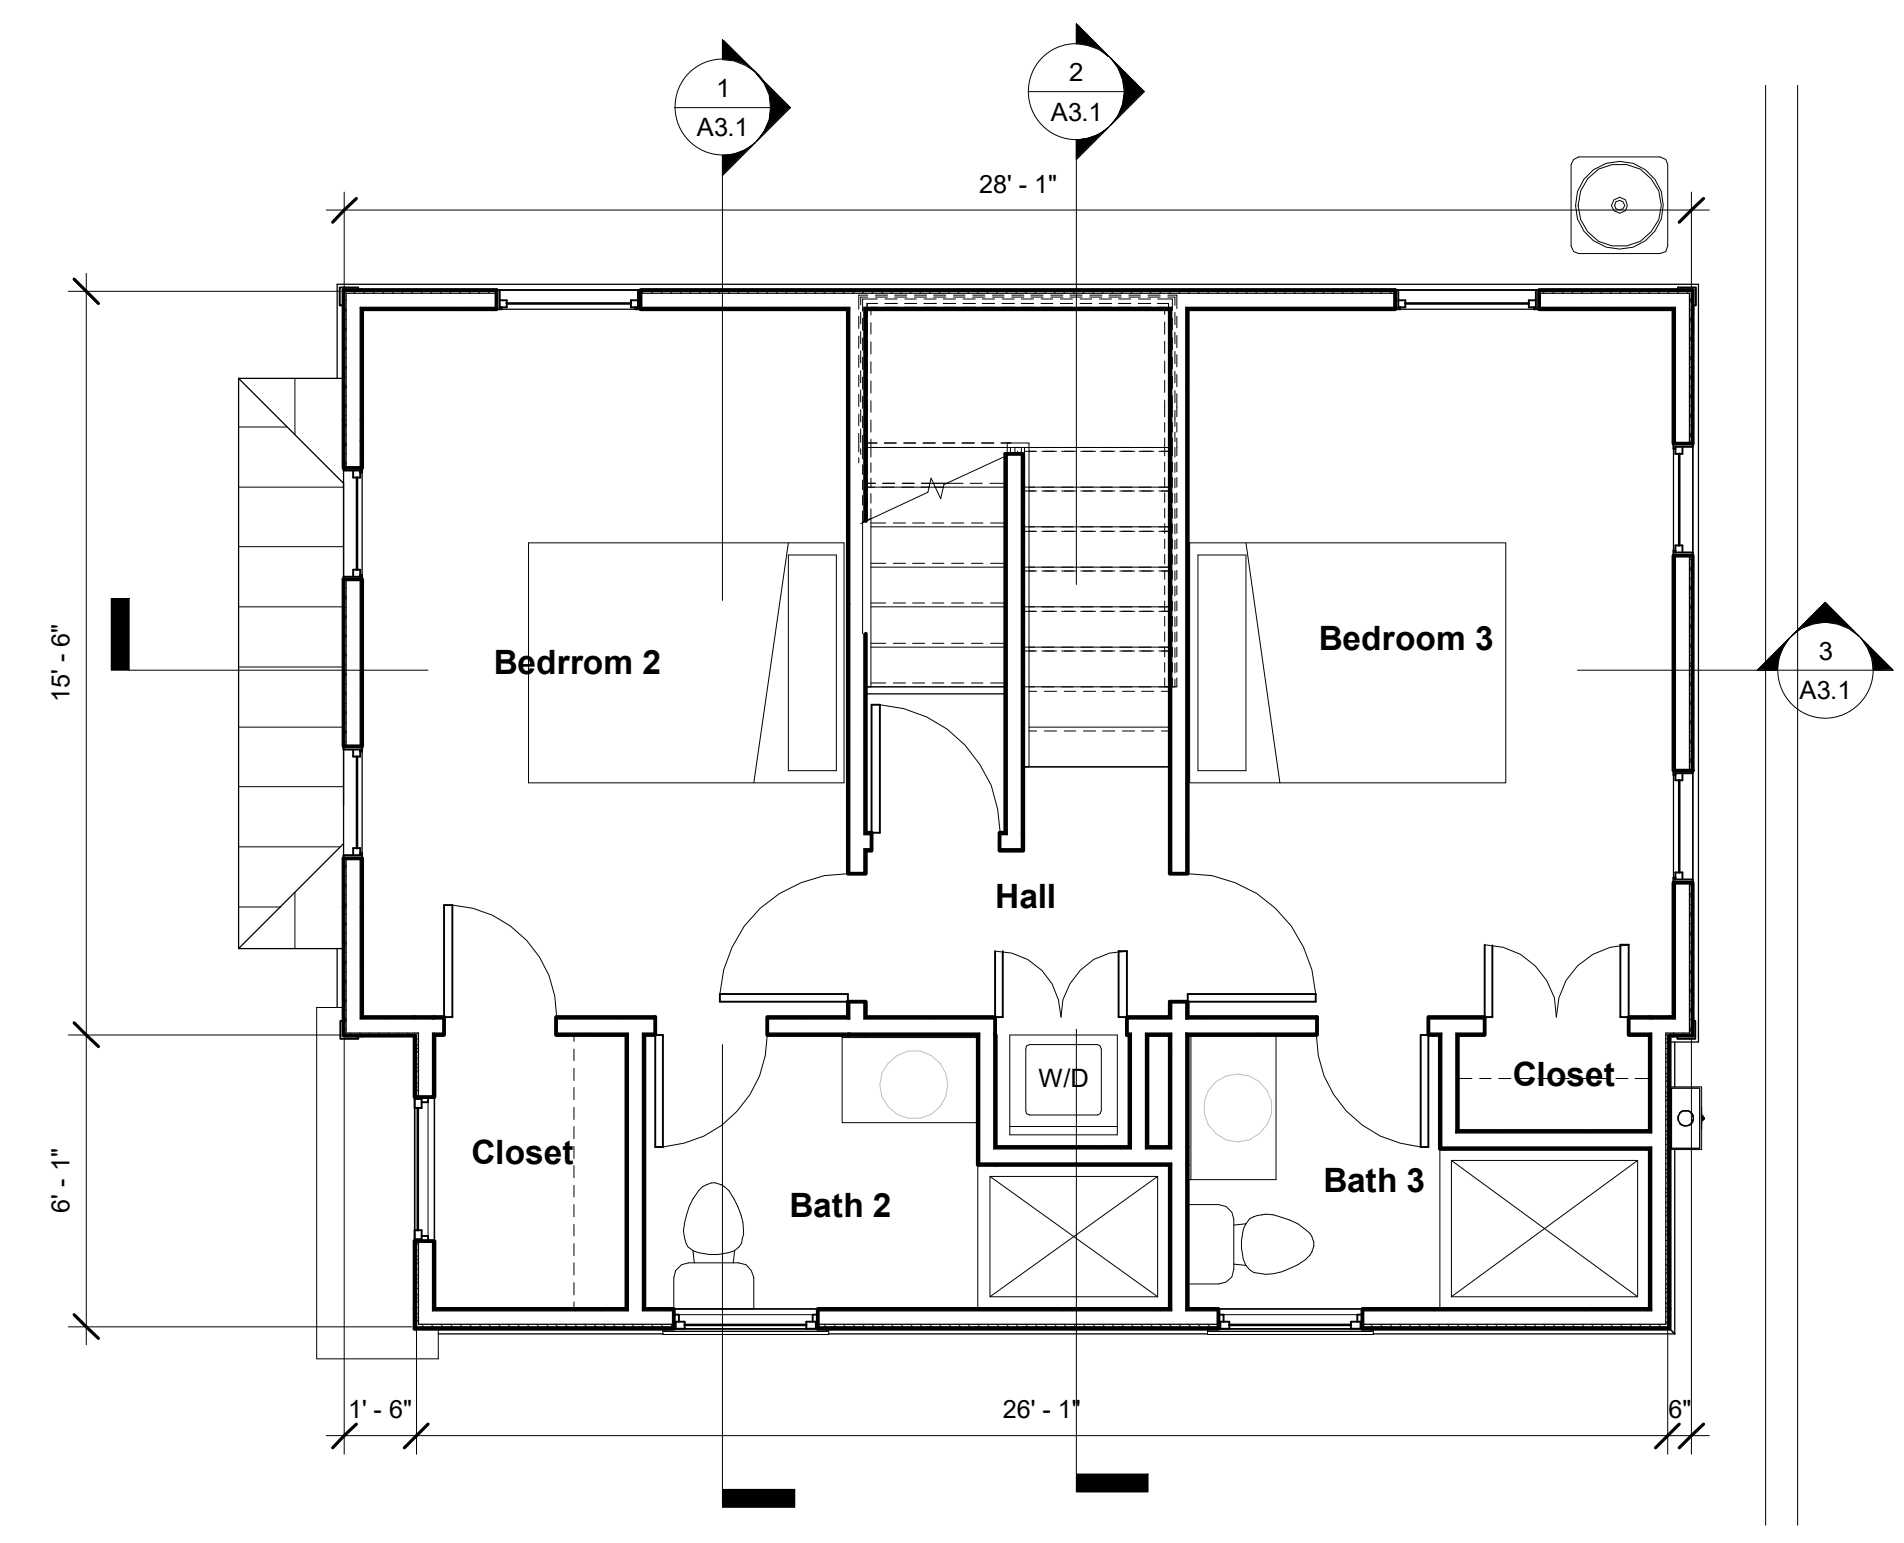 1
A3.1
2
A3.1
28' - 1"
15' - 6"
Bedrrom 2
Bedroom 3
3
A3.1
Hall
W/D
Closet
Closet
Bath 2
Bath 3
6' - 1"
1' - 6"
26' - 1"
6"